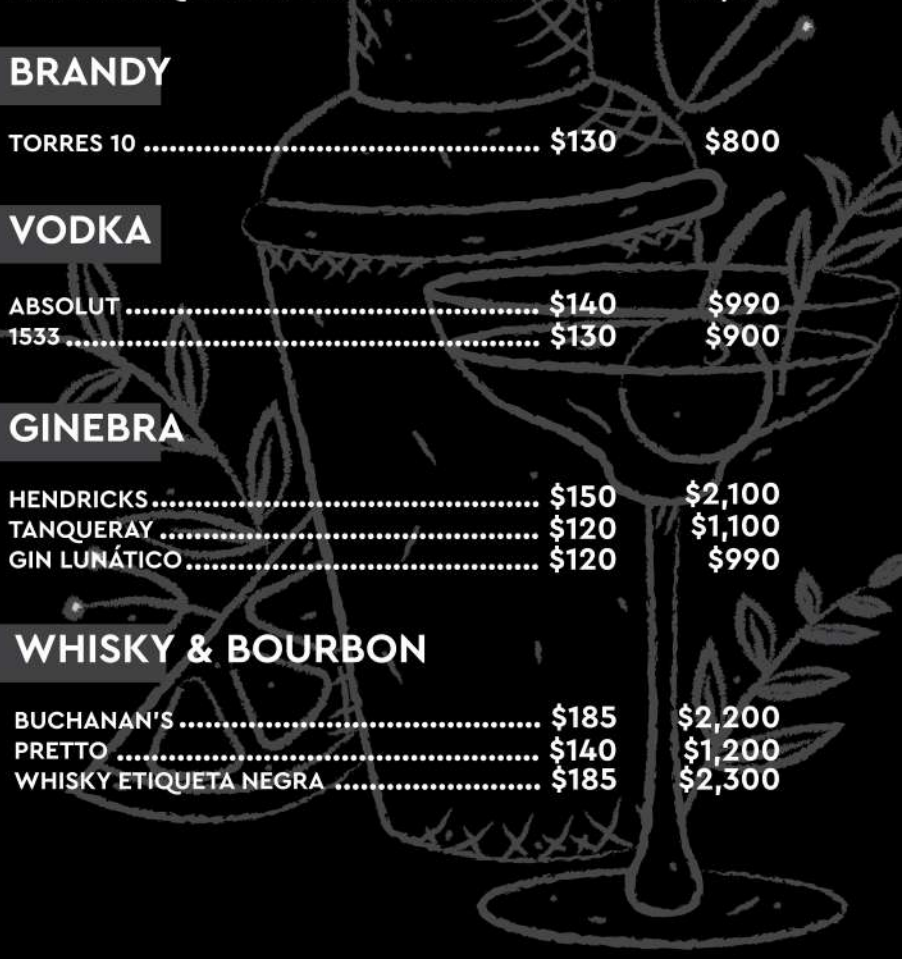 BRANDY
TORRES 10 ............................................. $130 $800
VODKA
ABSOLUT ............................................... $140 $990
1533 ...................................................... $130 $900
GINEBRA
HENDRICKS ............................................ $150 $2,100
TANQUERAY ........................................... $120 $1,100
GIN LUNÁTICO ........................................ $120 $990
WHISKY & BOURBON
BUCHANAN'S ......................................... $185 $2,200
PRETTO ................................................ $140 $1,200
WHISKY ETIQUETA NEGRA ........................ $185 $2,300